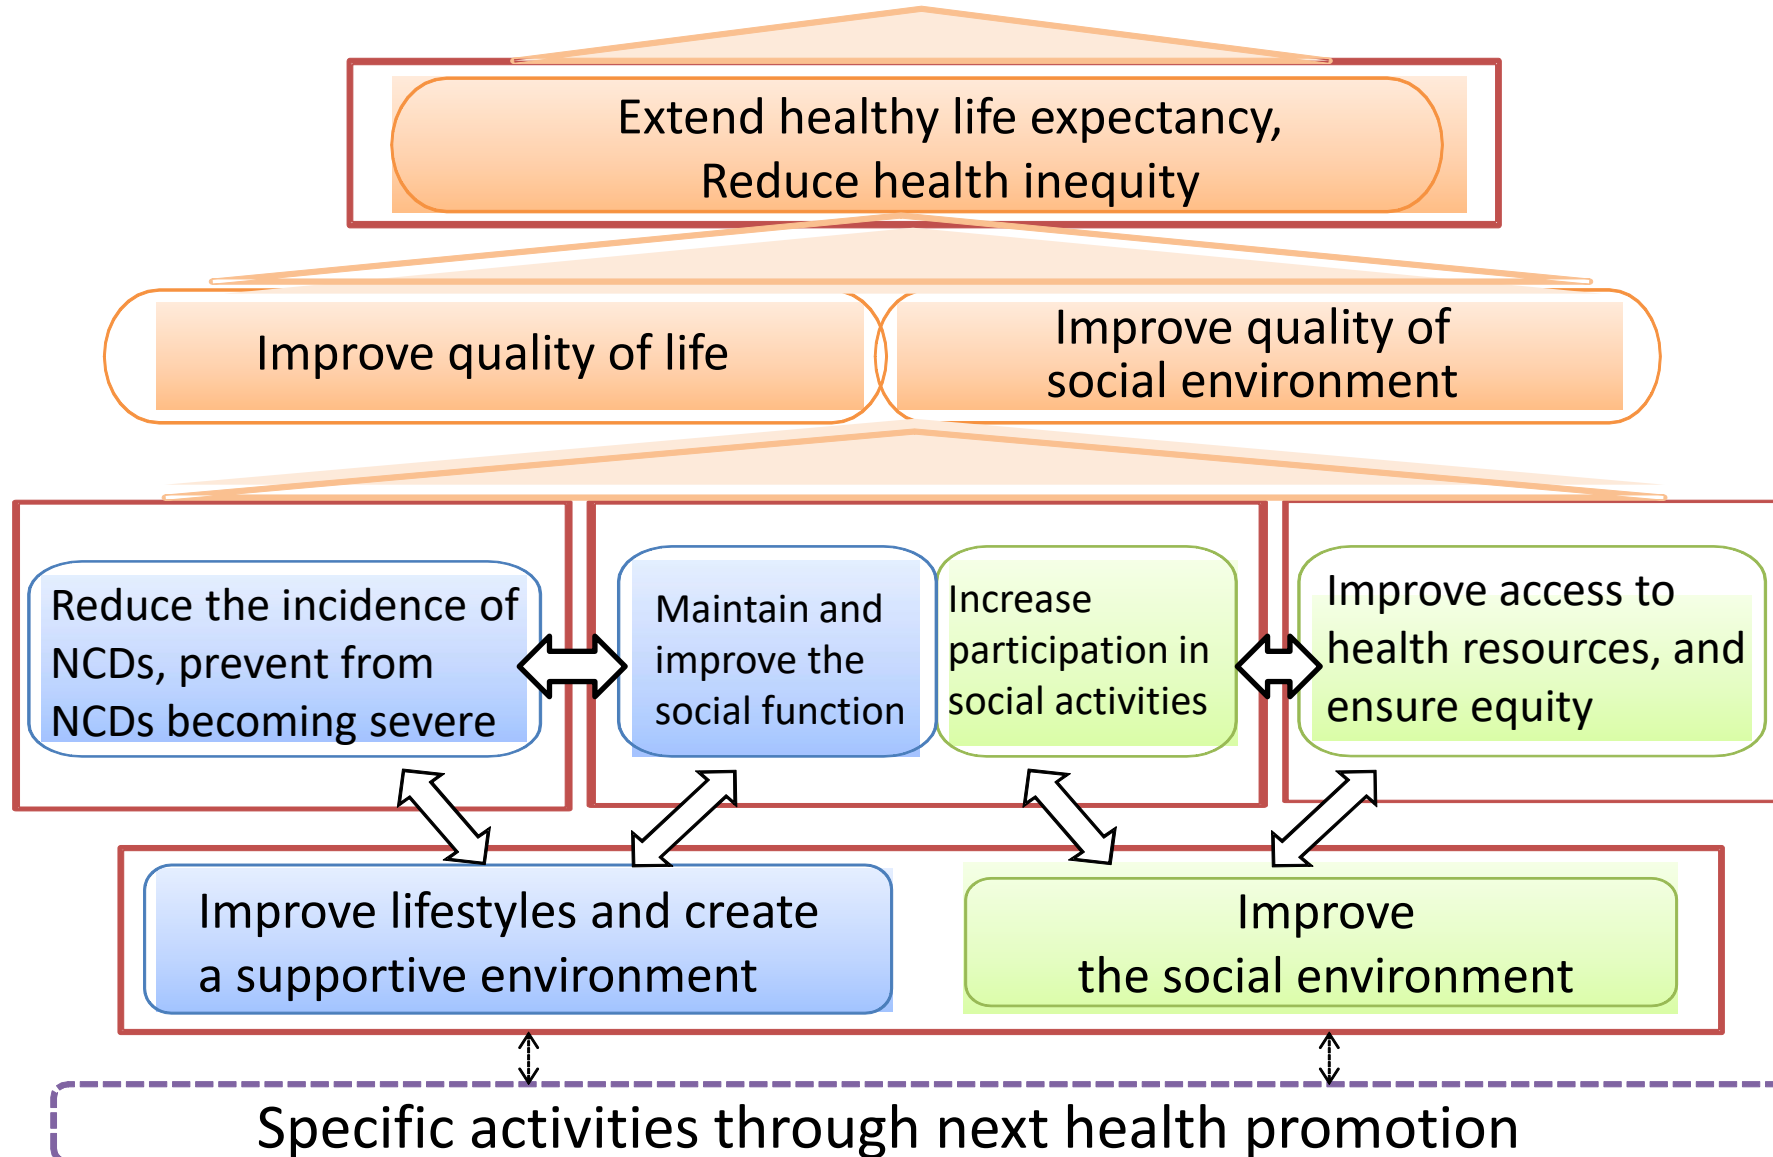 Extend healthy life expectancy,
Reduce health inequity
Improve quality of life
Improve quality of
social environment
Reduce the incidence of
NCDs, prevent from
NCDs becoming severe
Maintain and
improve the
social function
Increase
participation in
social activities
Improve access to
health resources, and
ensure equity
Improve lifestyles and create
a supportive environment
Improve
the social environment
Specific activities through next health promotion